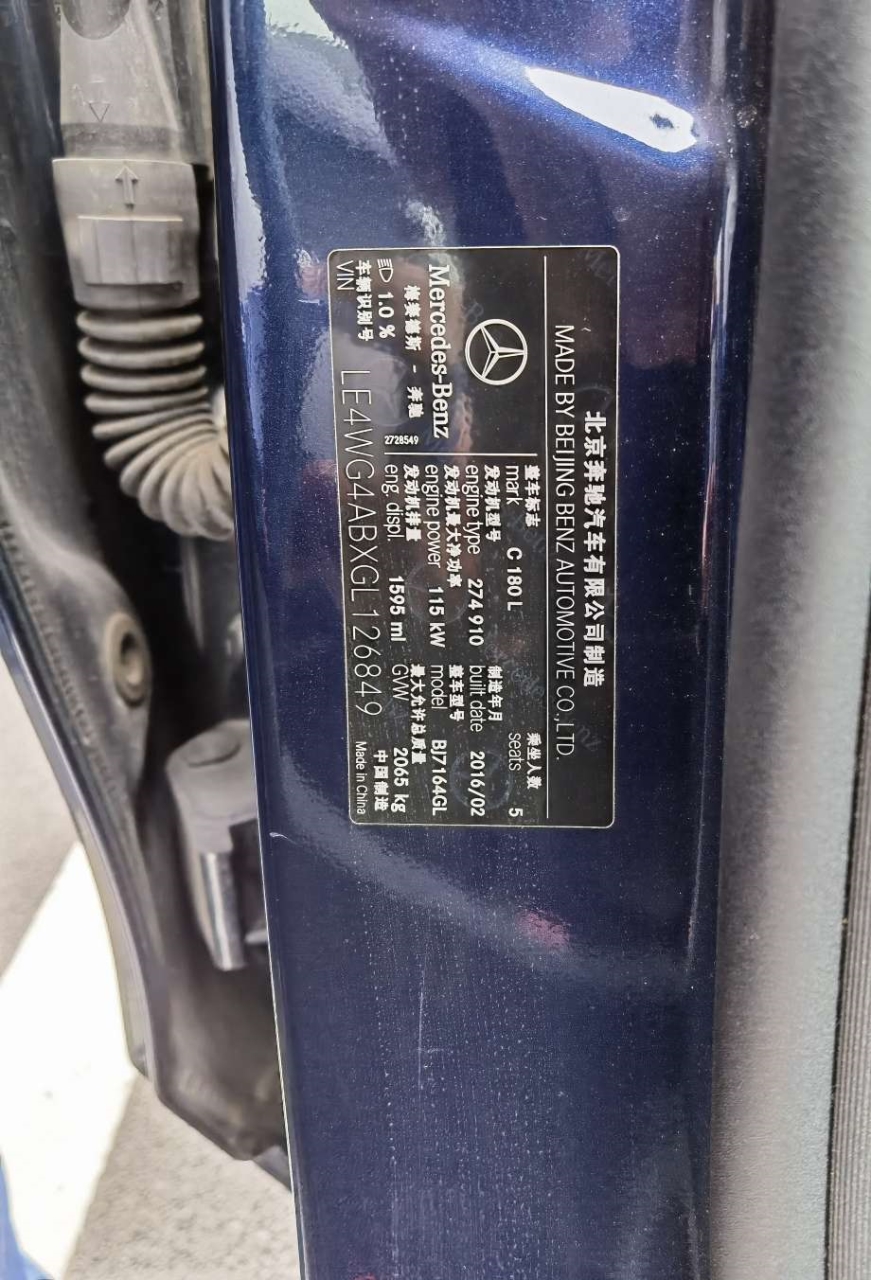 北京奔驰汽车有限公司制造
MADE BY BEIJING BENZ AUTOMOTIVE CO.,LTD.
Mercedes-Benz
梅赛德斯 - 奔驰
1.0 %
2728549
整车标志 乘坐人数
mark C 180 L seats 5
发动机型号 制造年月
engine type 274 910 built date 2016/02
发动机最大净功率 整车型号
engine power 115 kW model BJ7164GL
发动机排量 最大允许总质量
eng. displ. 1595 ml GVW 2065 kg
车辆识别号 中国制造
VIN LE4WG4ABXGL126849 Made in China